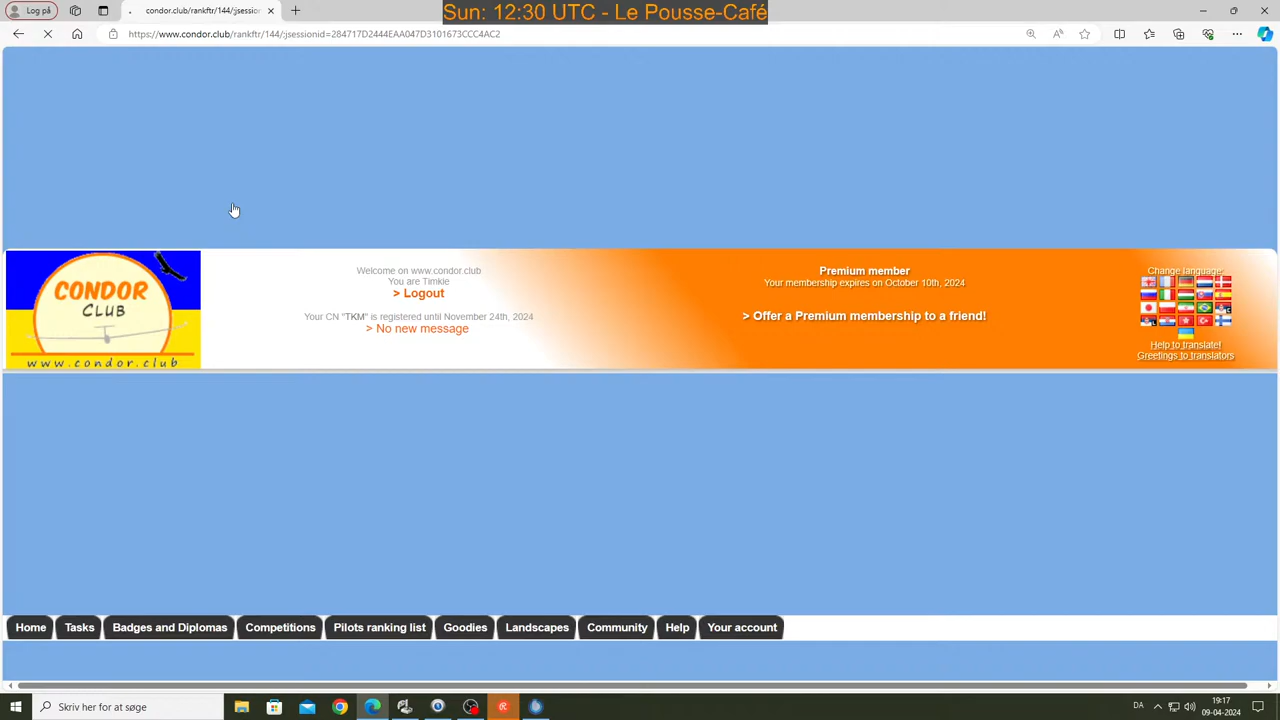 Sun: 12:30 UTC - Le Pousse-Café
Log på
condor.club/rankftr/144/;jsessio
https://www.condor.club/rankftr/144/;jsessionid=284717D2444EAA047D3101673CCC4AC2
CONDOR
CLUB
www.condor.club
Welcome on www.condor.club
You are Timkie
> Logout
Your CN "TKM" is registered until November 24th, 2024
> No new message
Premium member
Your membership expires on October 10th, 2024
> Offer a Premium membership to a friend!
Change language:
Help to translate!
Greetings to translators
Home
Tasks
Badges and Diplomas
Competitions
Pilots ranking list
Goodies
Landscapes
Community
Help
Your account
Skriv her for at søge
DA
19:17
09-04-2024